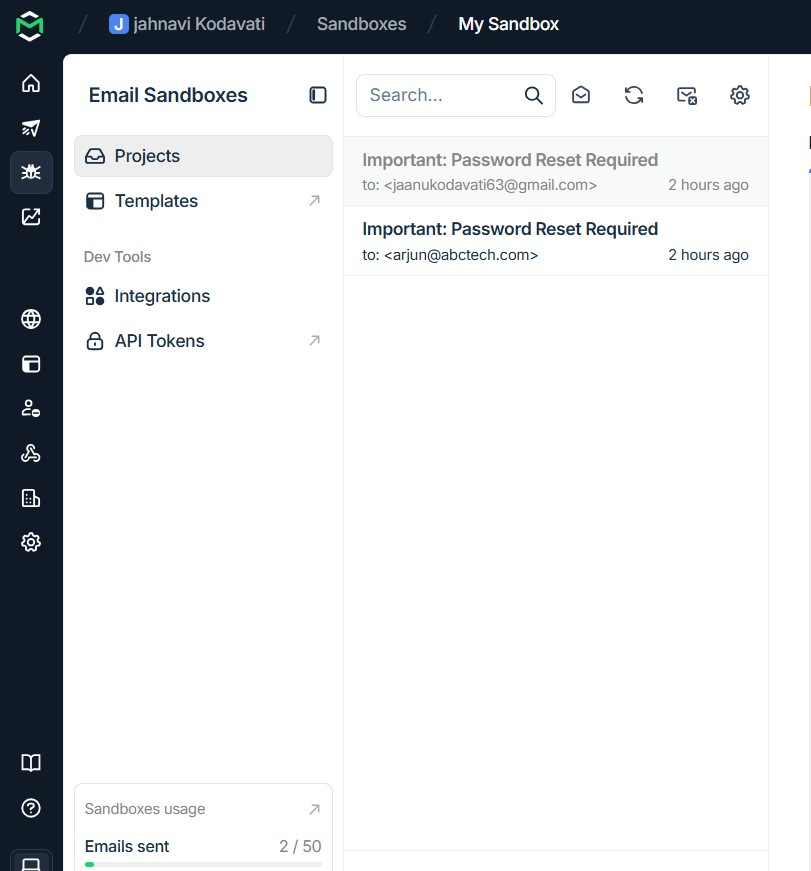 J jahnavi Kodavati / Sandboxes / My Sandbox
Email Sandboxes
Projects
Templates
Dev Tools
Integrations
API Tokens
Sandboxes usage
Emails sent 2 / 50
Search...
Important: Password Reset Required
to: <jaanukodavati63@gmail.com> 2 hours ago
Important: Password Reset Required
to: <arjun@abctech.com> 2 hours ago